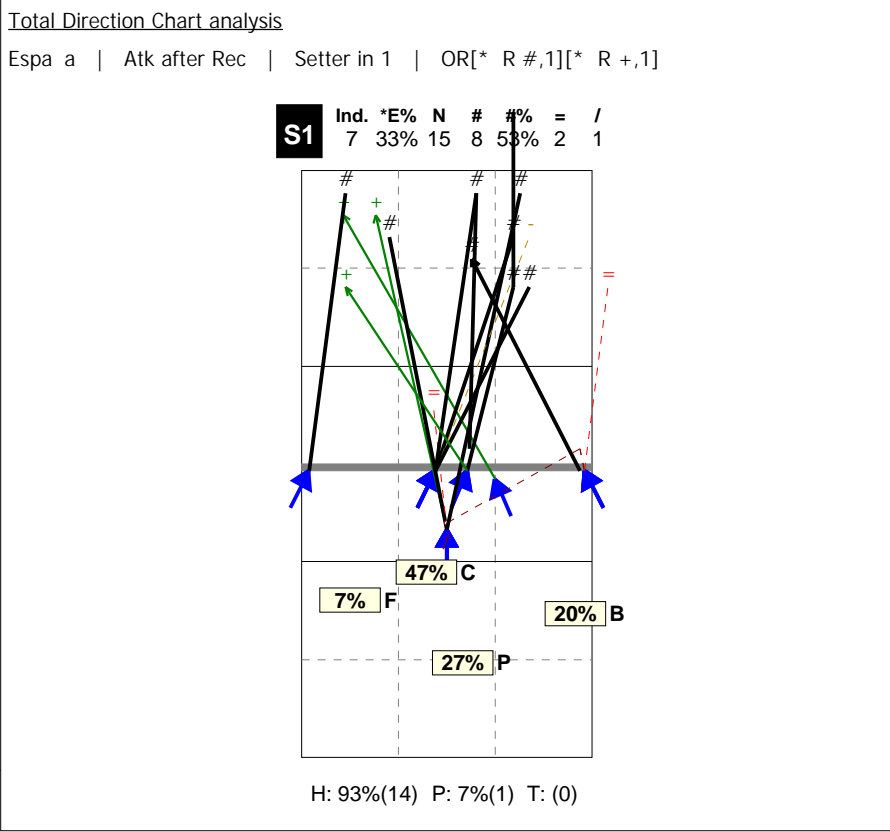 Total Direction Chart analysis
Espa a | Atk after Rec | Setter in 1 | OR[* R #,1][* R +,1]
S1
Ind. *E% N # #% = /
7 33% 15 8 53% 2 1
# # #
+ +
# # -
#
+ # # =
=
47% C
7% F
20% B
27% P
H: 93%(14) P: 7%(1) T: (0)